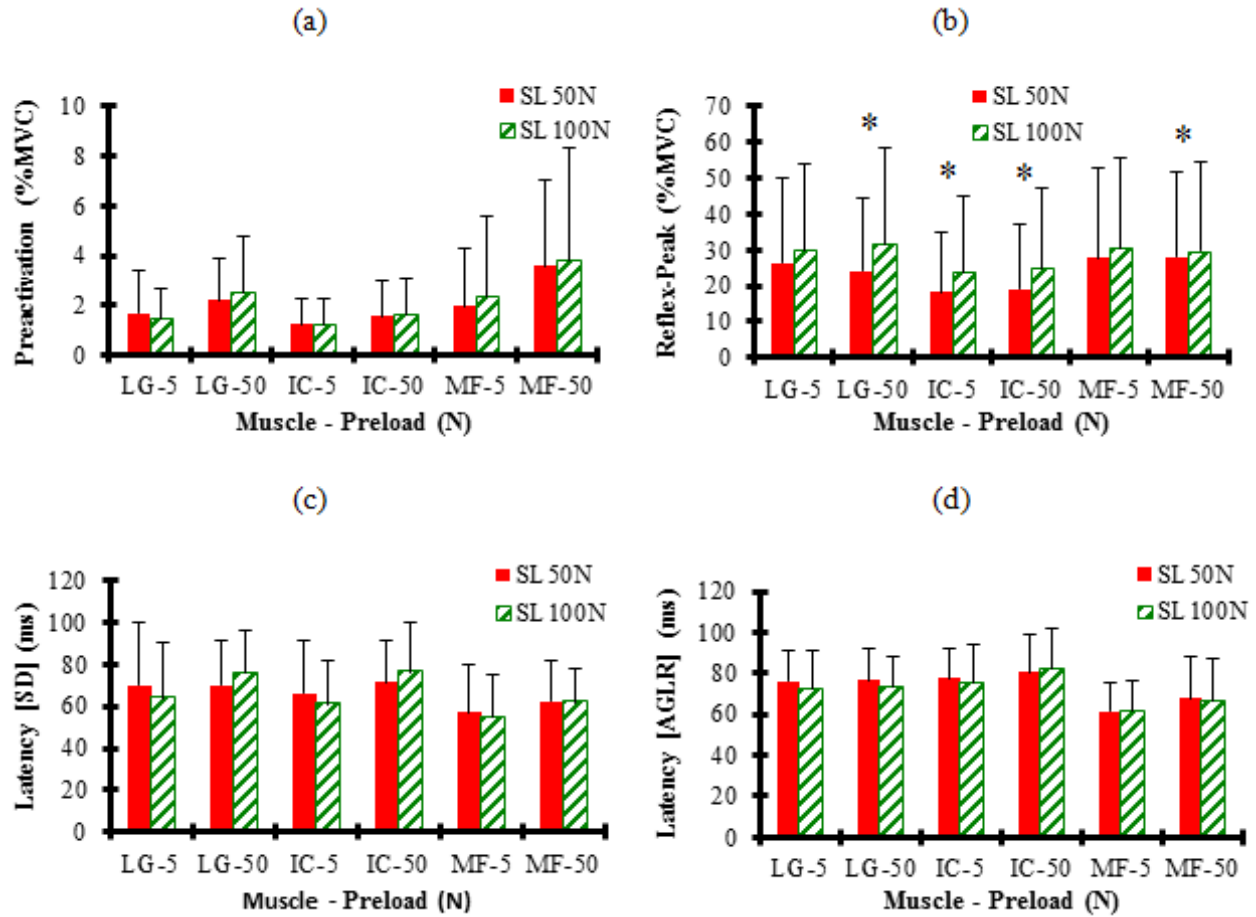 (a)
SL 50N
SL 100N
Preactivation (%MVC)
10
8
6
4
2
0
LG-5 LG-50 IC-5 IC-50 MF-5 MF-50
Muscle - Preload (N)
(b)
SL 50N
SL 100N
Reflex-Peak (%MVC)
70
60
50
40
30
20
10
0
* * * *
LG-5 LG-50 IC-5 IC-50 MF-5 MF-50
Muscle - Preload (N)
(c)
SL 50N
SL 100N
Latency [SD] (ms)
120
100
80
60
40
20
0
LG-5 LG-50 IC-5 IC-50 MF-5 MF-50
Muscle - Preload (N)
(d)
SL 50N
SL 100N
Latency [AGLR] (ms)
120
100
80
60
40
20
0
LG-5 LG-50 IC-5 IC-50 MF-5 MF-50
Muscle - Preload (N)